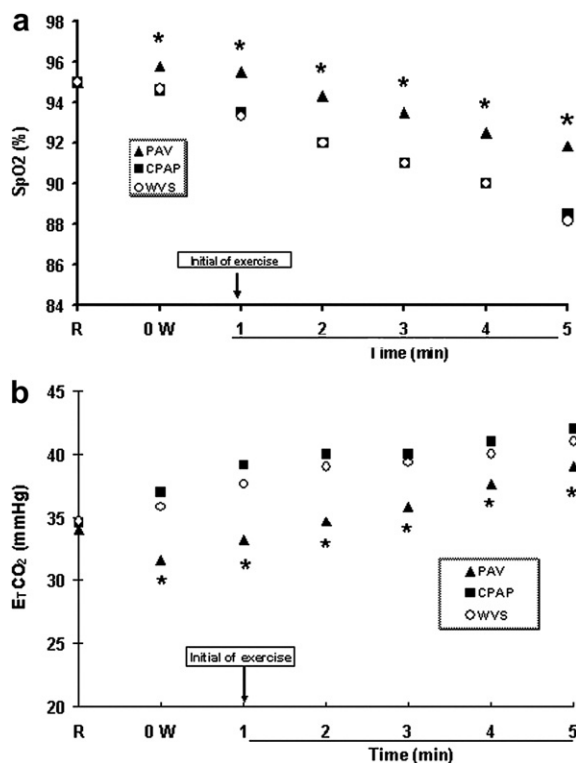 a
98
96
94
92
90
88
86
84
SpO2 (%)
* * * * * *
PAV
CPAP
WVS
Initial of exercise
R 0 W 1 2 3 4 5
Time (min)
b
45
40
35
30
25
20
ETCO2 (mmHg)
* * * * * *
PAV
CPAP
WVS
Initial of exercise
R 0 W 1 2 3 4 5
Time (min)